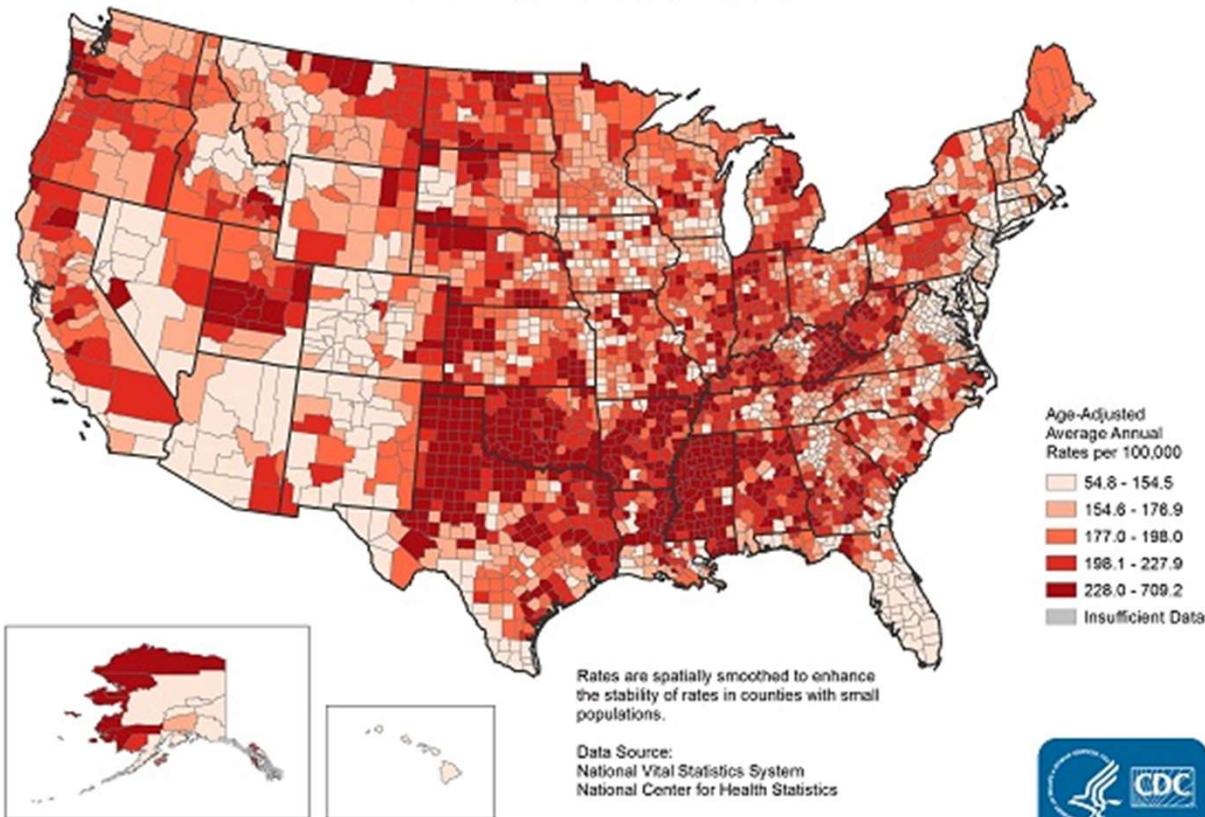 Age-Adjusted
Average Annual
Rates per 100,000
54.8 - 154.5
154.6 - 176.9
177.0 - 198.0
198.1 - 227.9
228.0 - 709.2
Insufficient Data
Rates are spatially smoothed to enhance
the stability of rates in counties with small
populations.
Data Source:
National Vital Statistics System
National Center for Health Statistics
CDC